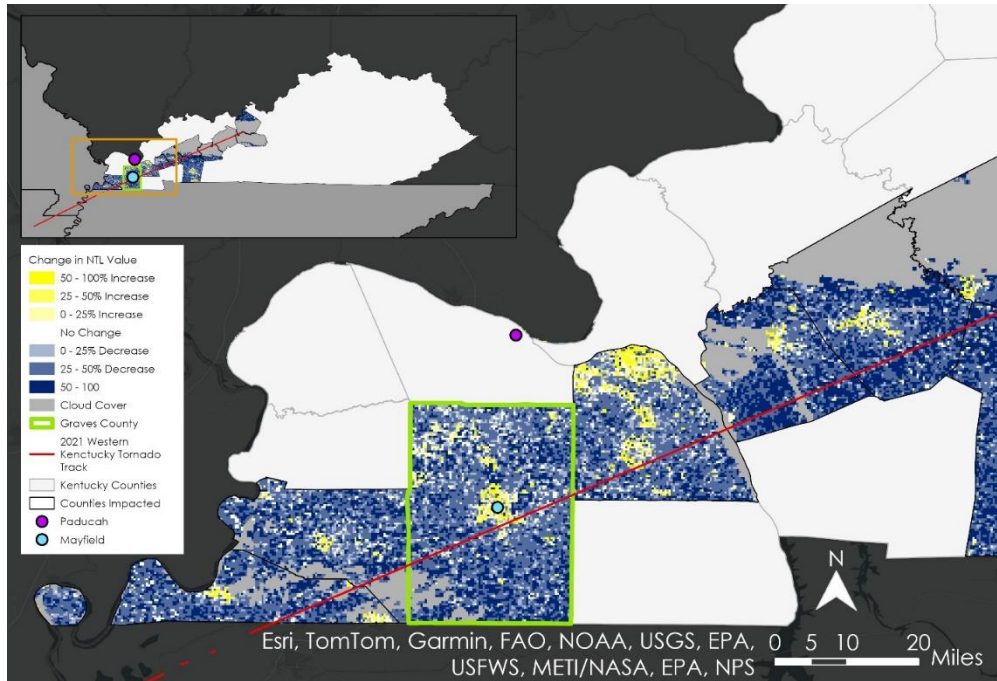 Change in NTL Value
50 - 100% Increase
25 - 50% Increase
0 - 25% Increase
No Change
0 - 25% Decrease
25 - 50% Decrease
50 - 100
Cloud Cover
Graves County
2021 Western
Kenctucky Tornado
Track
Kentucky Counties
Counties Impacted
Paducah
Mayfield
N
Esri, TomTom, Garmin, FAO, NOAA, USGS, EPA,
USFWS, METI/NASA, EPA, NPS
0 5 10 20
Miles